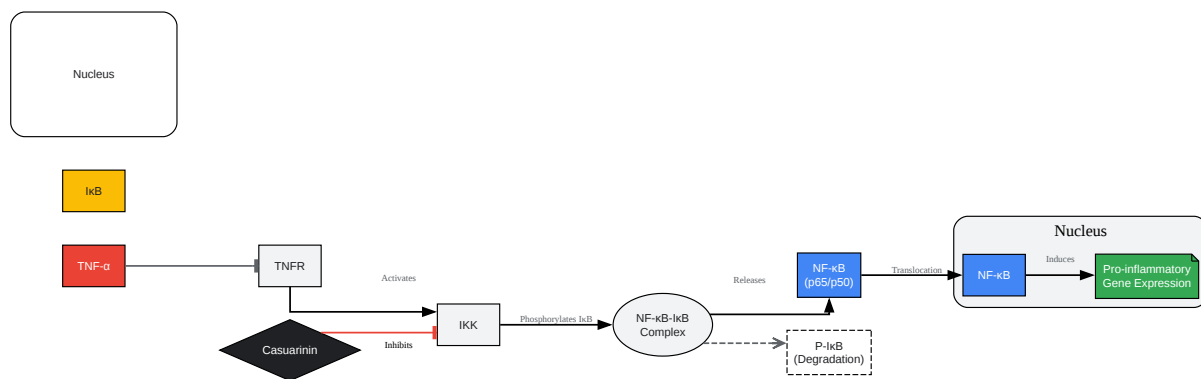 Nucleus
IκB
TNF-α
TNFR
Activates
Casuarinin
Inhibits
IKK
Phosphorylates IκB
NF-κB-IκB
Complex
Releases
NF-κB
(p65/p50)
P-IκB
(Degradation)
Translocation
Nucleus
NF-κB
Induces
Pro-inflammatory
Gene Expression